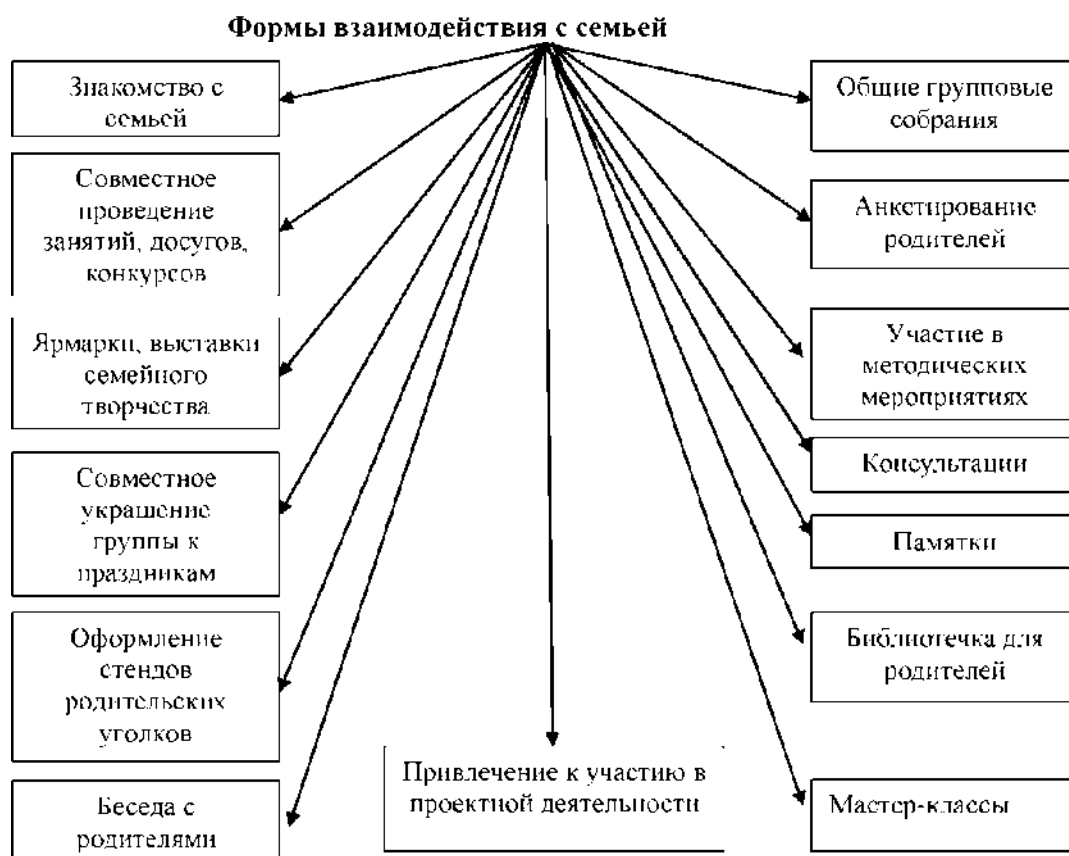 Формы взаимодействия с семьей
Знакомство с
семьей
Совместное
проведение
занятий, досугов,
конкурсов
Ярмарки, выставки
семейного
творчества
Совместное
украшение
группы к
праздникам
Оформление
стендов
родительских
уголков
Беседа с
родителями
Привлечение к участию в
проектной деятельности
Общие групповые
собрания
Анкетирование
родителей
Участие в
методических
мероприятиях
Консультации
Памятки
Библиотечка для
родителей
Мастер-классы